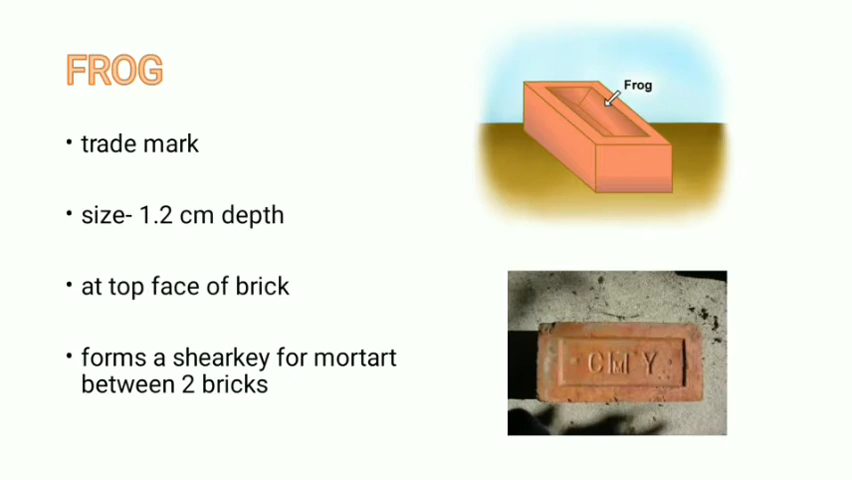 FROG
• trade mark
• size- 1.2 cm depth
• at top face of brick
• forms a shearkey for mortart
between 2 bricks
Frog
CMY